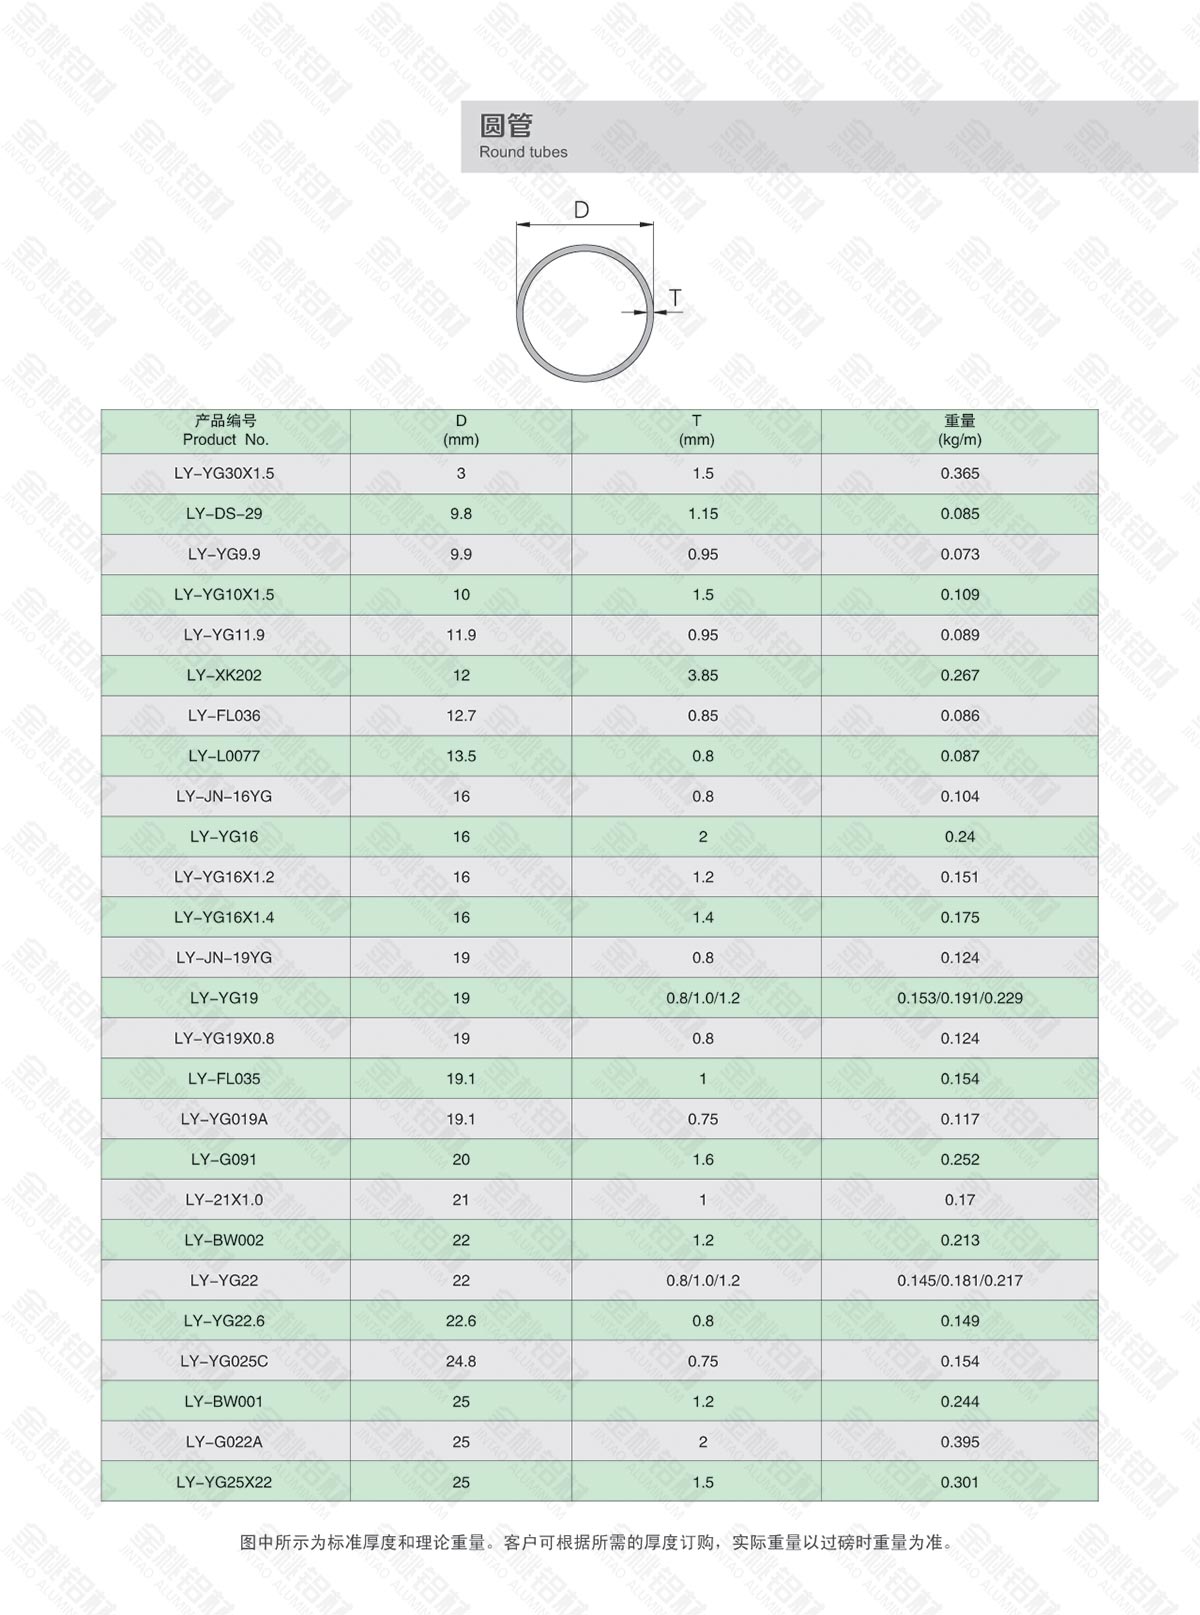 圆管
Round tubes
D
T
产品编号 D T 重量
Product No. (mm) (mm) (kg/m)
LY-YG30X1.5 3 1.5 0.365
LY-DS-29 9.8 1.15 0.085
LY-YG9.9 9.9 0.95 0.073
LY-YG10X1.5 10 1.5 0.109
LY-YG11.9 11.9 0.95 0.089
LY-XK202 12 3.85 0.267
LY-FL036 12.7 0.85 0.086
LY-L0077 13.5 0.8 0.087
LY-JN-16YG 16 0.8 0.104
LY-YG16 16 2 0.24
LY-YG16X1.2 16 1.2 0.151
LY-YG16X1.4 16 1.4 0.175
LY-JN-19YG 19 0.8 0.124
LY-YG19 19 0.8/1.0/1.2 0.153/0.191/0.229
LY-YG19X0.8 19 0.8 0.124
LY-FL035 19.1 1 0.154
LY-YG019A 19.1 0.75 0.117
LY-G091 20 1.6 0.252
LY-21X1.0 21 1 0.17
LY-BW002 22 1.2 0.213
LY-YG22 22 0.8/1.0/1.2 0.145/0.181/0.217
LY-YG22.6 22.6 0.8 0.149
LY-YG025C 24.8 0.75 0.154
LY-BW001 25 1.2 0.244
LY-G022A 25 2 0.395
LY-YG25X22 25 1.5 0.301
图中所示为标准厚度和理论重量。客户可根据所需的厚度订购，实际重量以过磅时重量为准。
金桃铝材
JINTAO ALUMINIUM